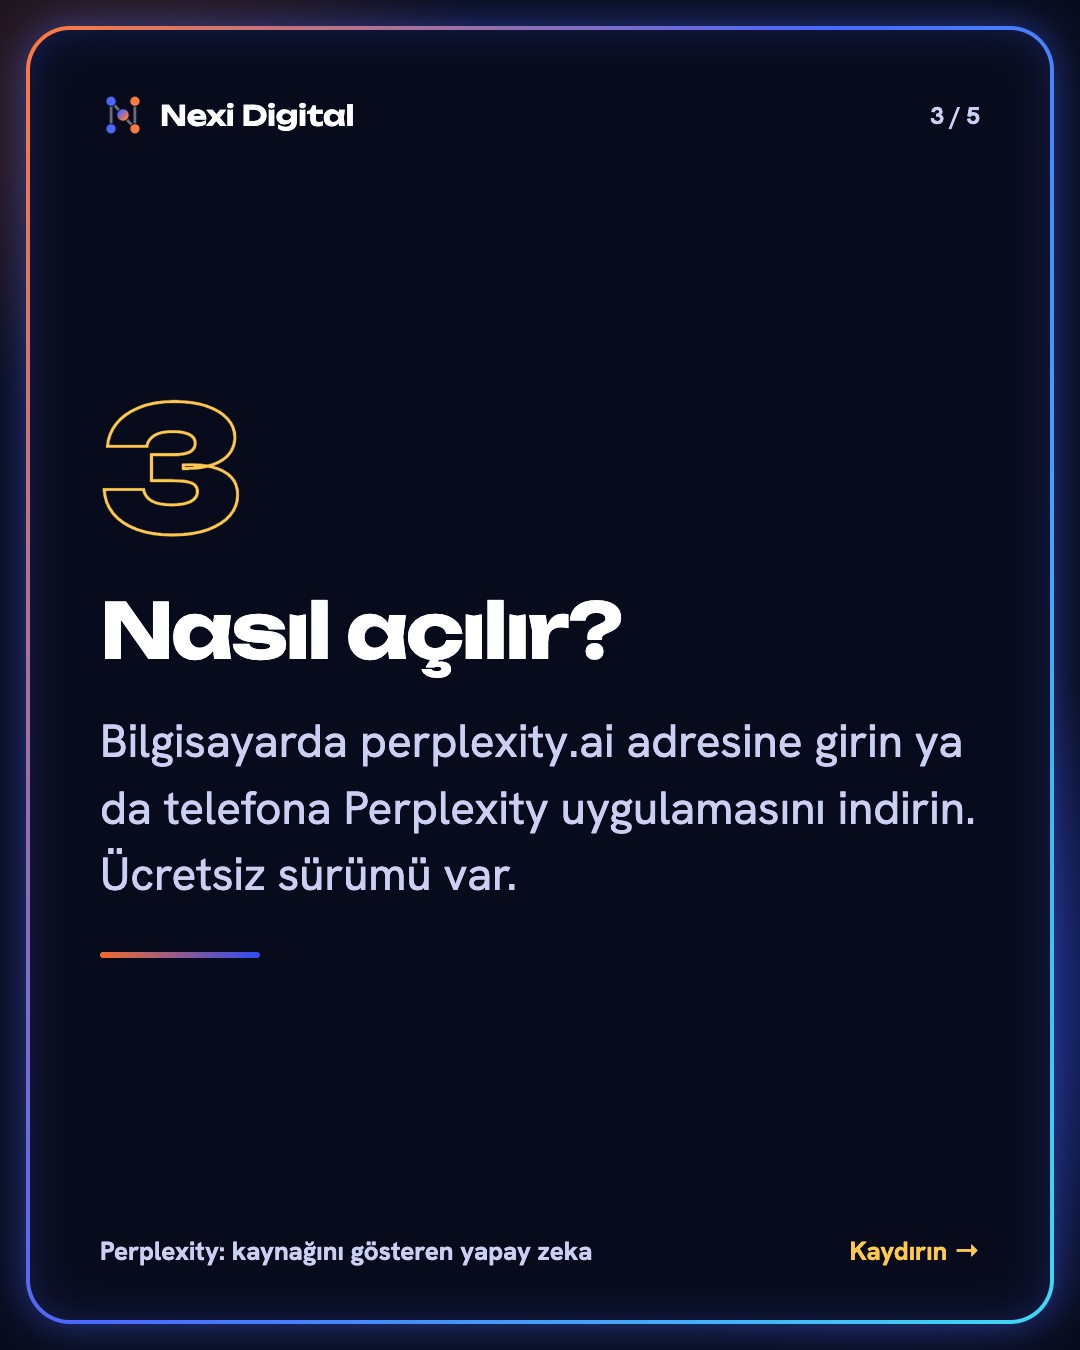 Nexi Digital
3 / 5
3
Nasıl açılır?
Bilgisayarda perplexity.ai adresine girin ya
da telefona Perplexity uygulamasını indirin.
Ücretsiz sürümü var.
Perplexity: kaynağını gösteren yapay zeka
Kaydırın →